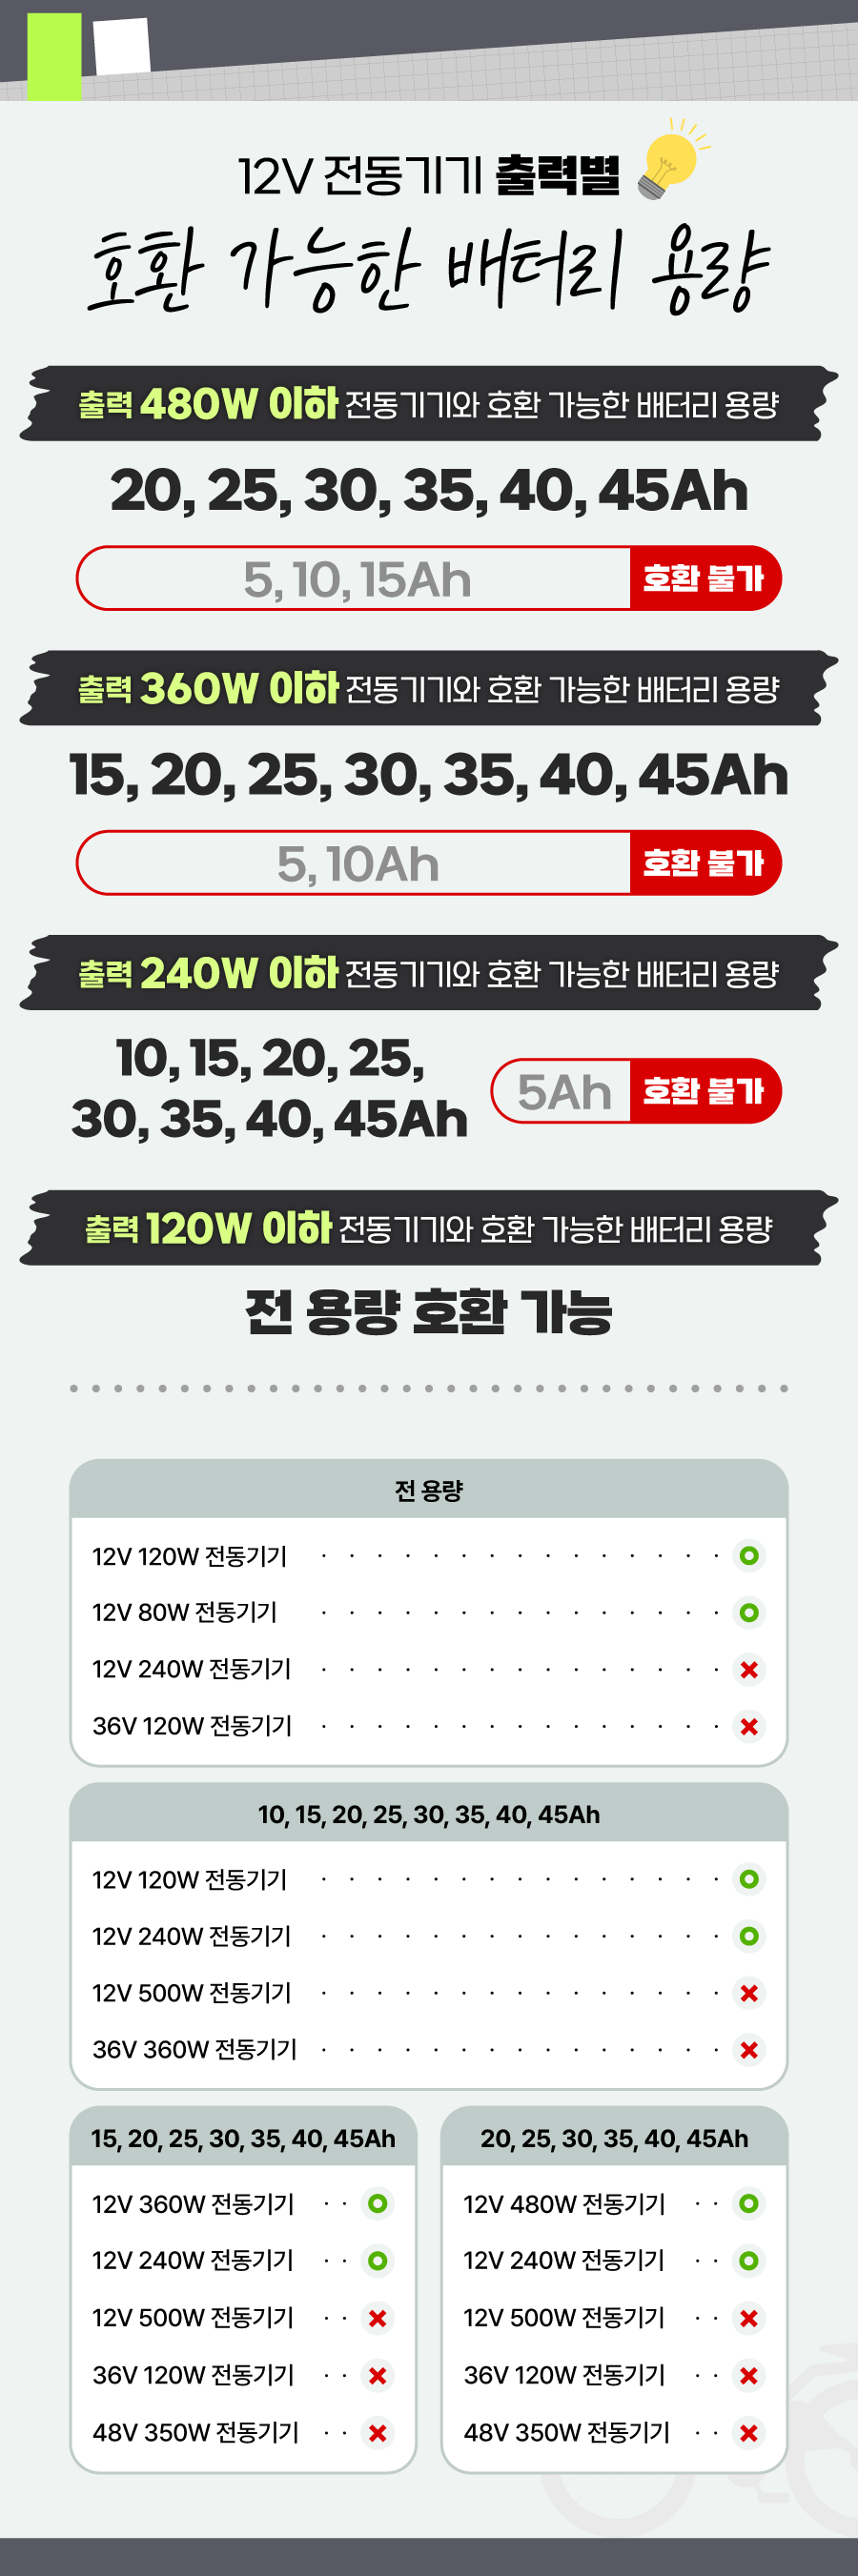 12V 전동기기 출력별
호환 가능한 배터리 용량
출력 480W 이하 전동기기와 호환 가능한 배터리 용량
20, 25, 30, 35, 40, 45Ah
5, 10, 15Ah 호환 불가
출력 360W 이하 전동기기와 호환 가능한 배터리 용량
15, 20, 25, 30, 35, 40, 45Ah
5, 10Ah 호환 불가
출력 240W 이하 전동기기와 호환 가능한 배터리 용량
10, 15, 20, 25,
30, 35, 40, 45Ah
5Ah 호환 불가
출력 120W 이하 전동기기와 호환 가능한 배터리 용량
전 용량 호환 가능
전 용량
12V 120W 전동기기
12V 80W 전동기기
12V 240W 전동기기
36V 120W 전동기기
10, 15, 20, 25, 30, 35, 40, 45Ah
12V 120W 전동기기
12V 240W 전동기기
12V 500W 전동기기
36V 360W 전동기기
15, 20, 25, 30, 35, 40, 45Ah
12V 360W 전동기기
12V 240W 전동기기
12V 500W 전동기기
36V 120W 전동기기
48V 350W 전동기기
20, 25, 30, 35, 40, 45Ah
12V 480W 전동기기
12V 240W 전동기기
12V 500W 전동기기
36V 120W 전동기기
48V 350W 전동기기